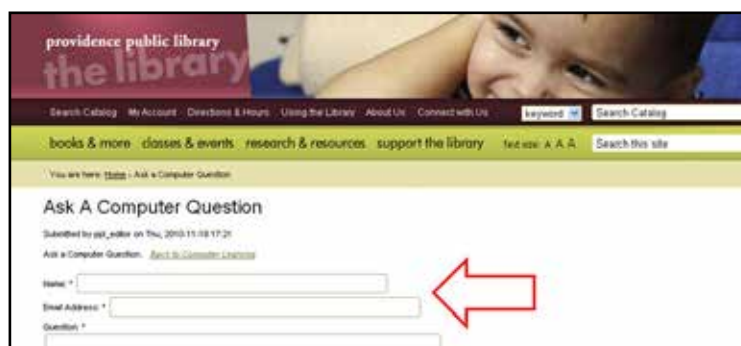 providence public library
the library
Search Catalog My Account Directions & Hours Using the Library About Us Connect with Us keyword Search Catalog
books & more classes & events research & resources support the library Text size: A A A Search this site
You are here: Home › Ask a Computer Question
Ask A Computer Question
Submitted by ppl_editor on Thu, 2010-11-18 17:21
Ask a Computer Question. Back to Computer Learning
Name: *
Email Address: *
Question: *